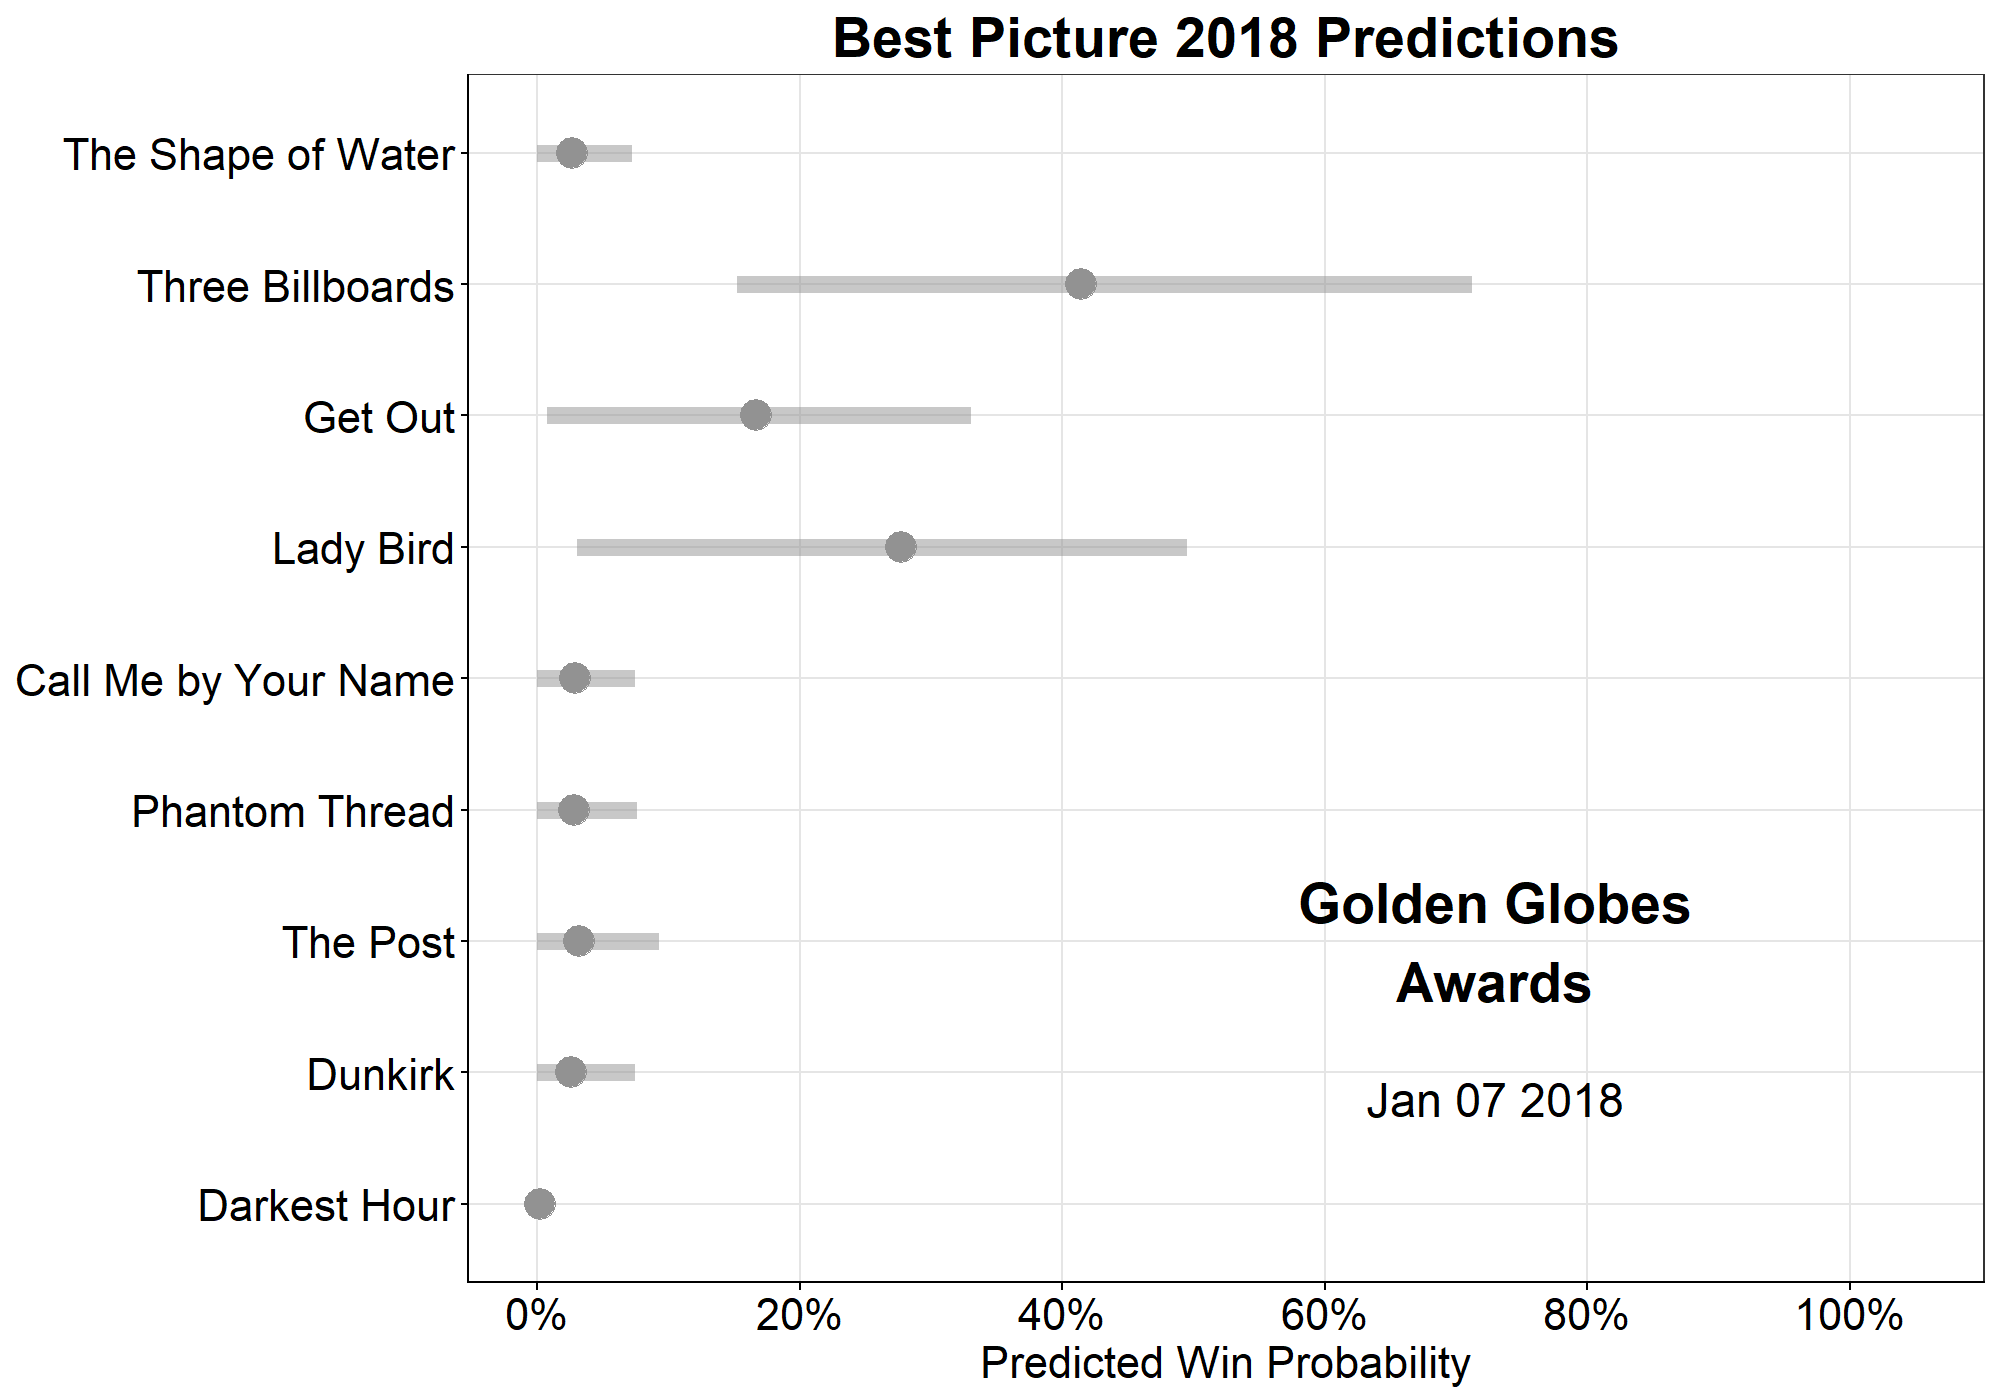 Best Picture 2018 Predictions
The Shape of Water
Three Billboards
Get Out
Lady Bird
Call Me by Your Name
Phantom Thread
The Post
Dunkirk
Darkest Hour
Golden Globes
Awards
Jan 07 2018
0% 20% 40% 60% 80% 100%
Predicted Win Probability